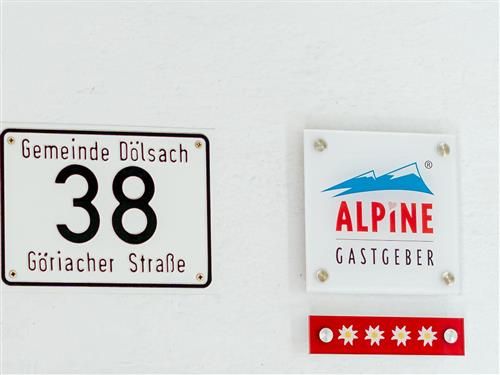 Gemeinde Dölsach
38
Göriacher Straße
®
ALPINE
GASTGEBER